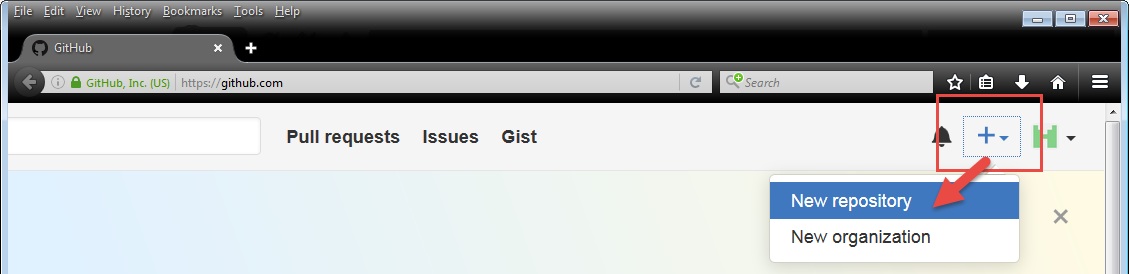 File Edit View History Bookmarks Tools Help
GitHub
GitHub, Inc. (US) https://github.com Search
Pull requests Issues Gist
New repository
New organization